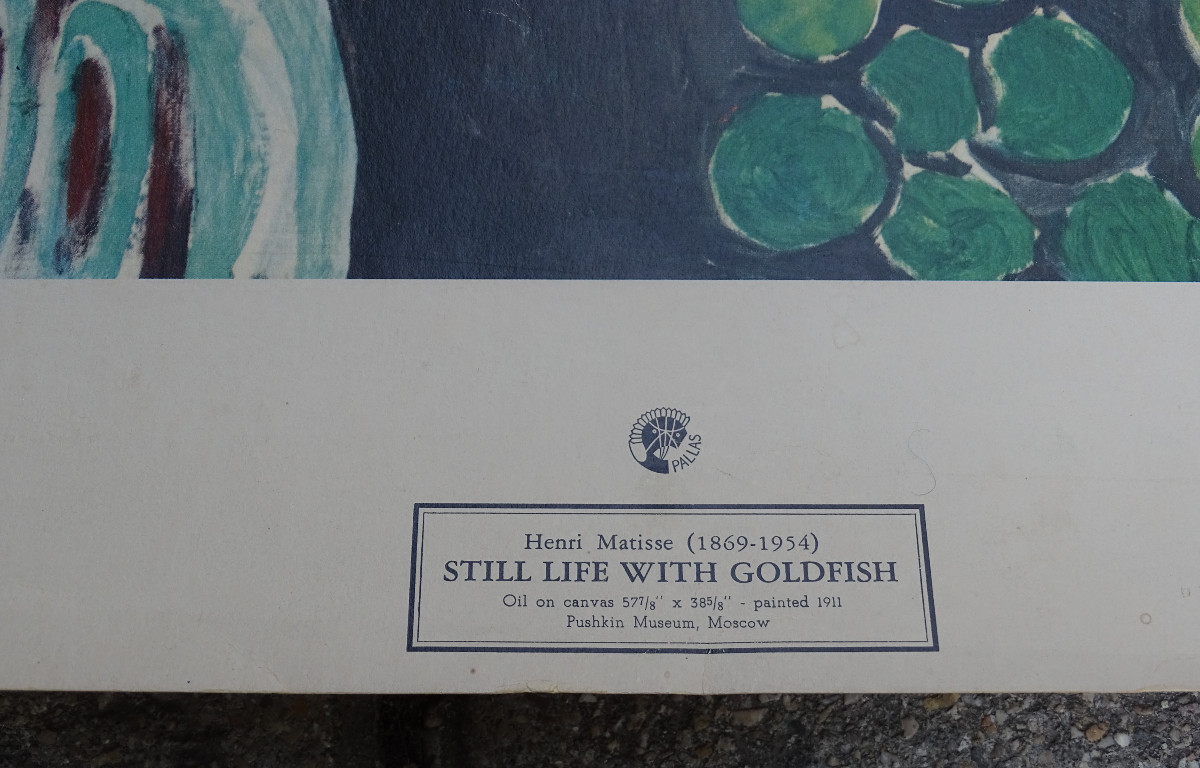 PALLAS
Henri Matisse (1869-1954)
STILL LIFE WITH GOLDFISH
Oil on canvas 57⅞" x 38⅝" - painted 1911
Pushkin Museum, Moscow